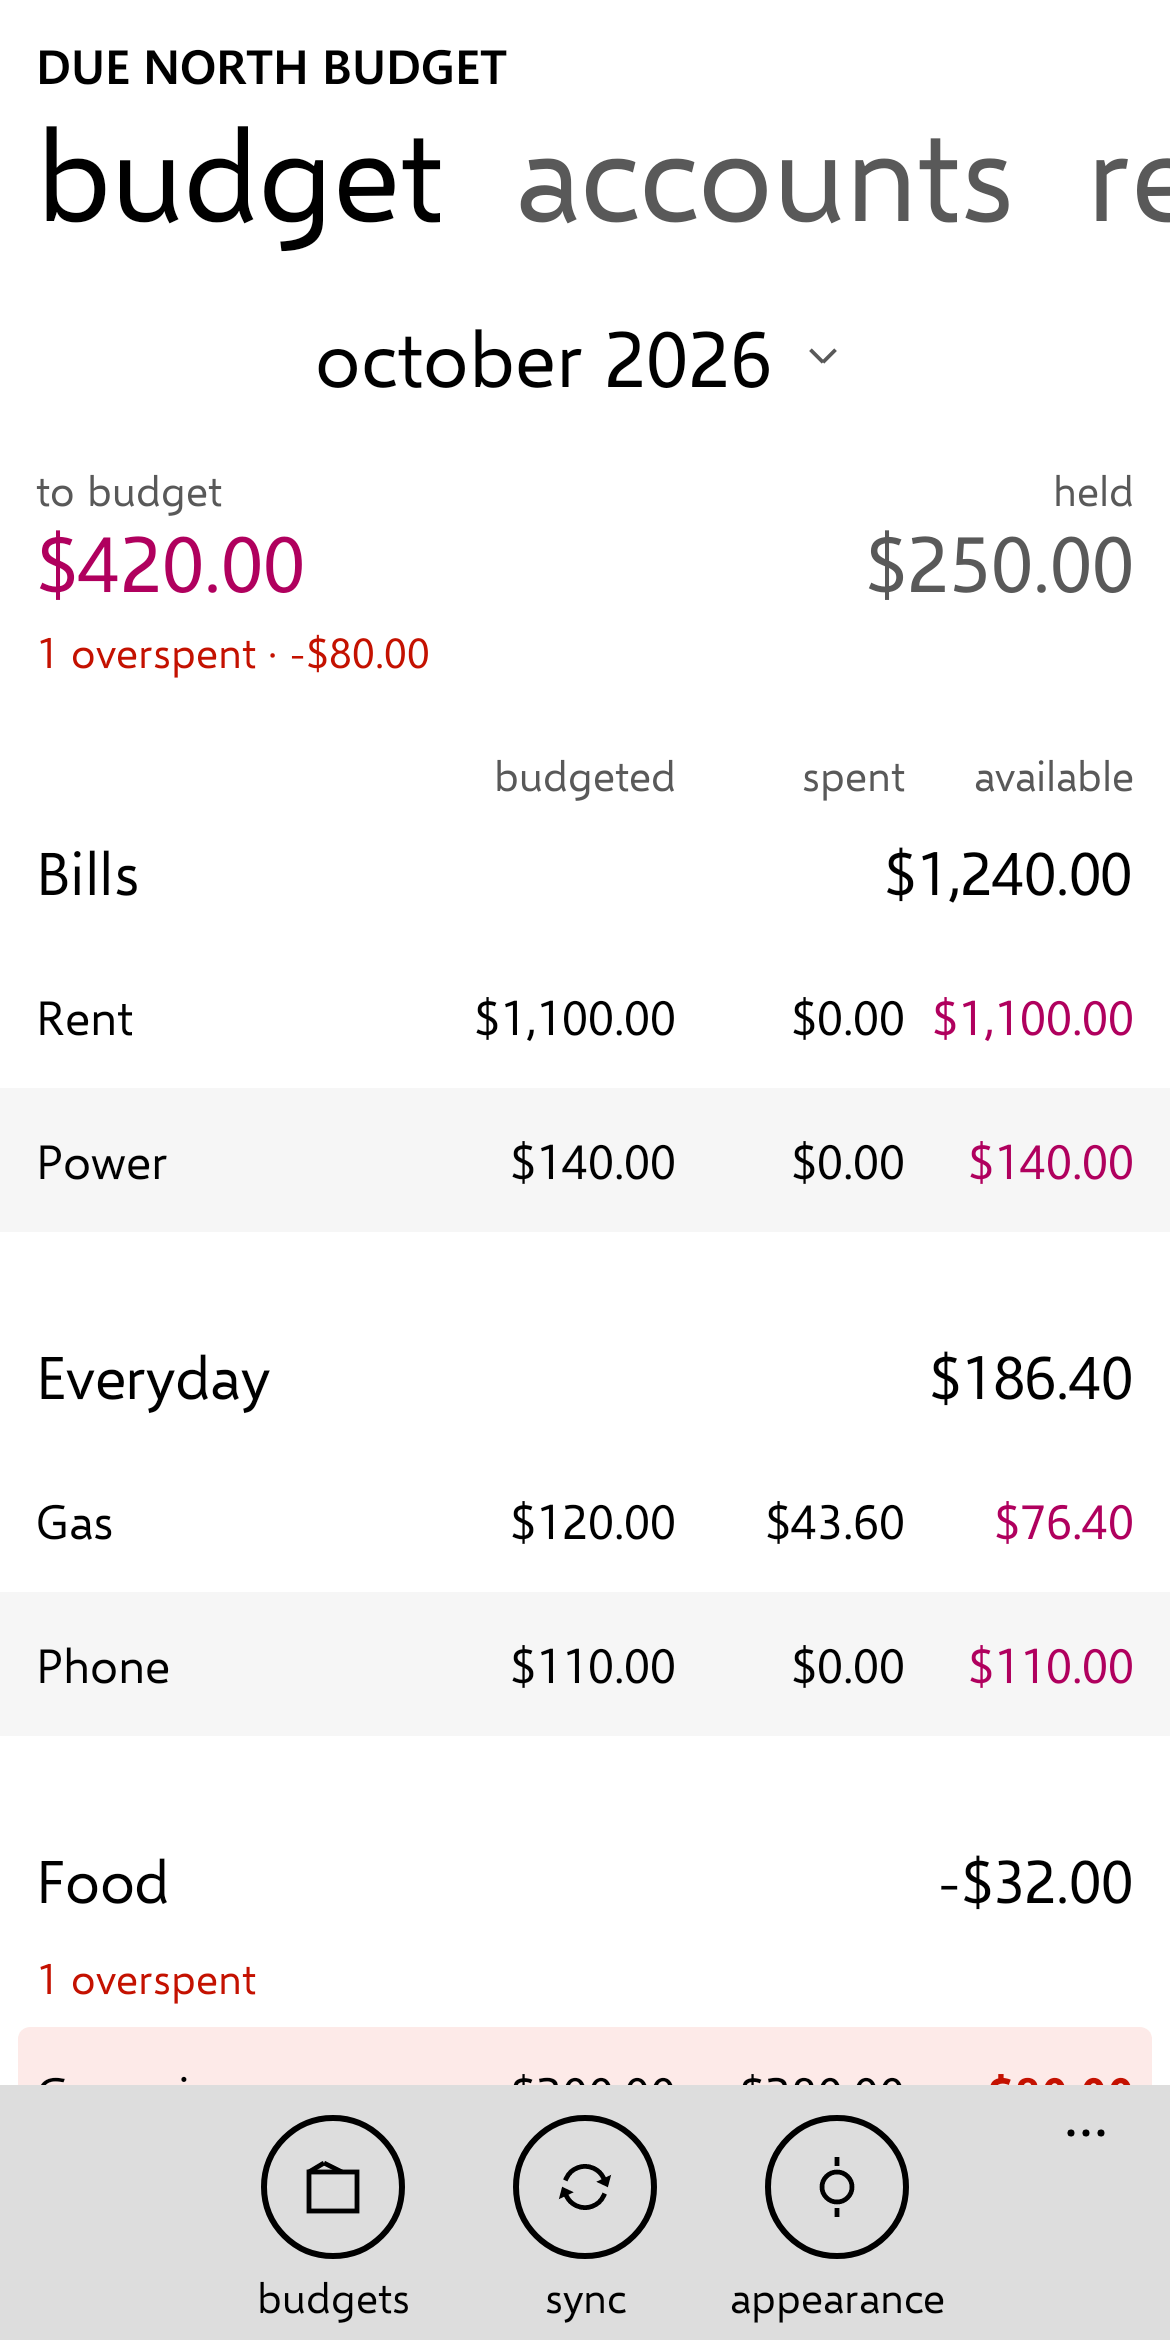 DUE NORTH BUDGET
budget accounts re
october 2026
to budget held
$420.00 $250.00
1 overspent · -$80.00
budgeted spent available
Bills $1,240.00
Rent $1,100.00 $0.00 $1,100.00
Power $140.00 $0.00 $140.00
Everyday $186.40
Gas $120.00 $43.60 $76.40
Phone $110.00 $0.00 $110.00
Food -$32.00
1 overspent
budgets sync appearance